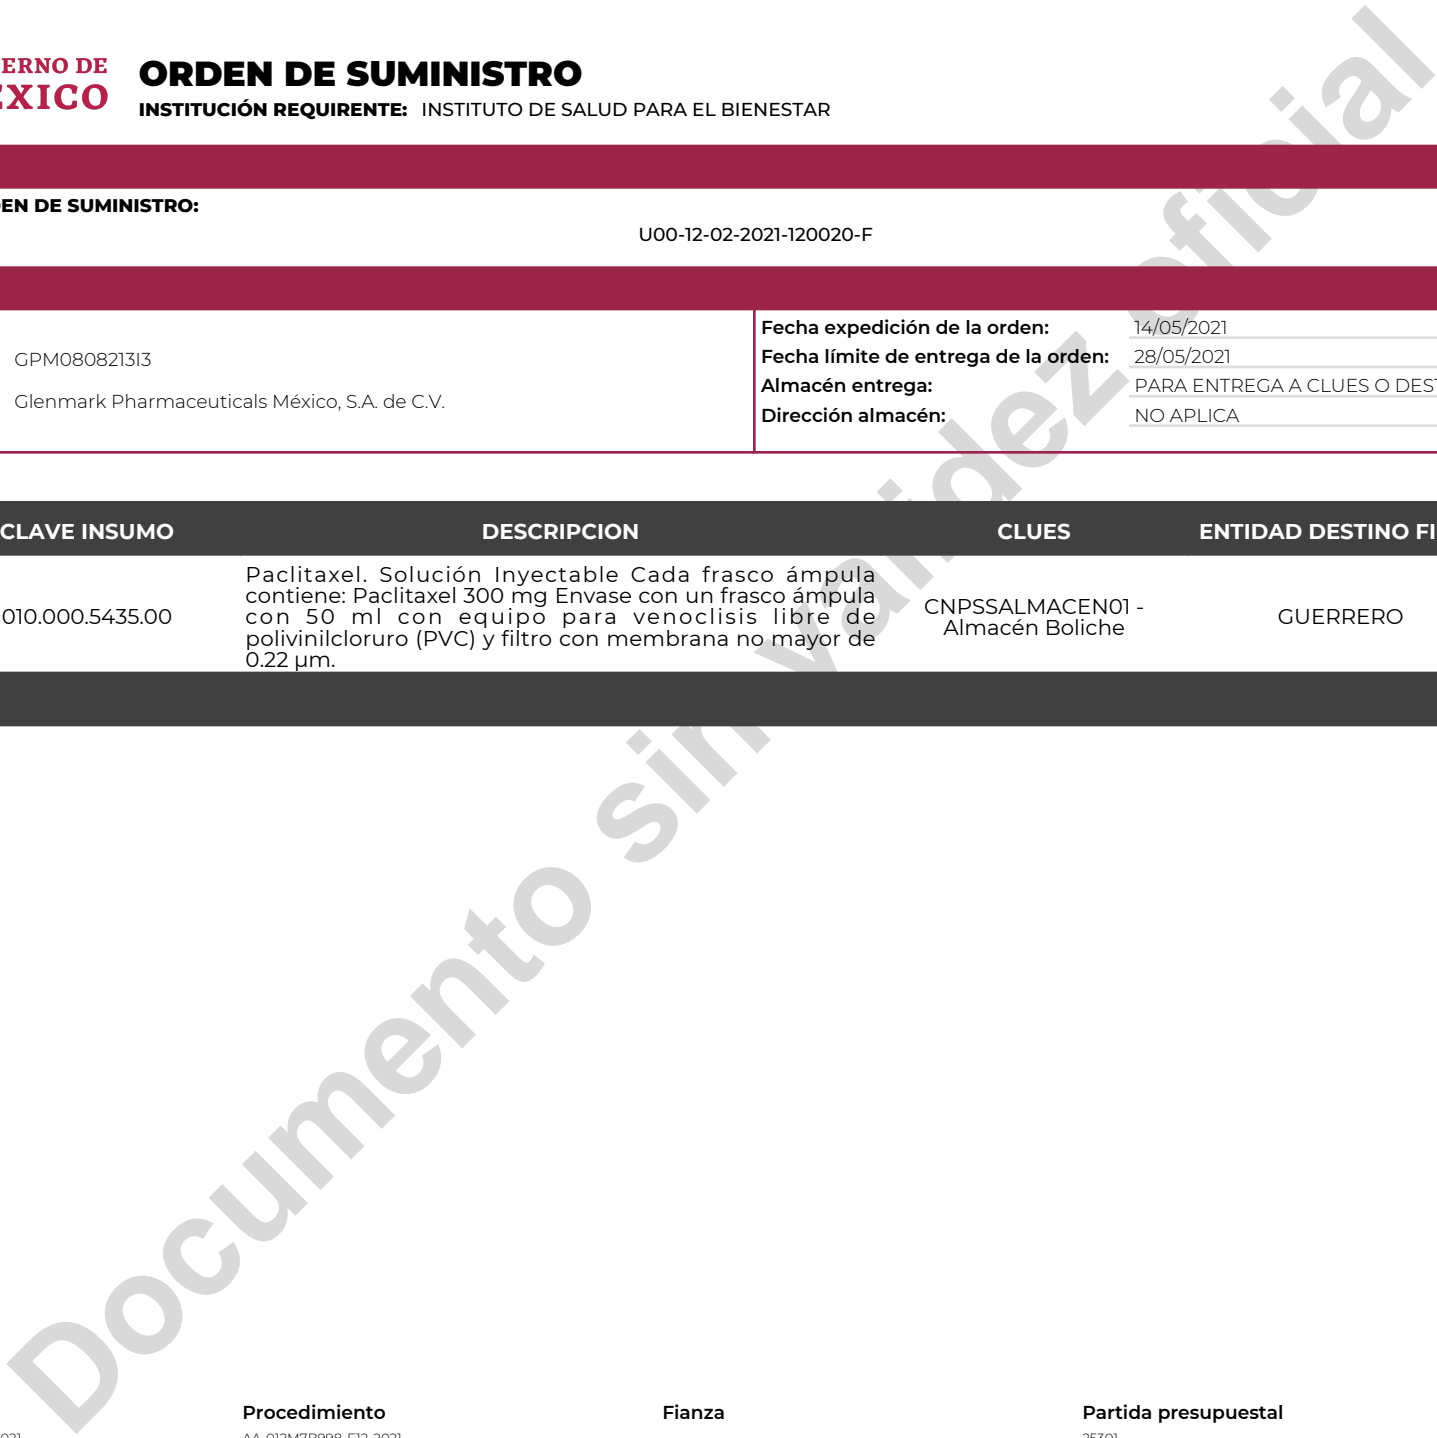 ORDEN DE SUMINISTRO
INSTITUCIÓN REQUIRENTE: INSTITUTO DE SALUD PARA EL BIENESTAR
ERNO DE
XICO
EN DE SUMINISTRO:
U00-12-02-2021-120020-F
GPM0808213I3
Glenmark Pharmaceuticals México, S.A. de C.V.
Fecha expedición de la orden: 14/05/2021
Fecha límite de entrega de la orden: 28/05/2021
Almacén entrega: PARA ENTREGA A CLUES O DEST
Dirección almacén: NO APLICA
CLAVE INSUMO DESCRIPCION CLUES ENTIDAD DESTINO FI
010.000.5435.00
Paclitaxel. Solución Inyectable Cada frasco ámpula
contiene: Paclitaxel 300 mg Envase con un frasco ámpula
con 50 ml con equipo para venoclisis libre de
polivinilcloruro (PVC) y filtro con membrana no mayor de
0.22 µm.
CNPSSALMACEN01 -
Almacén Boliche
GUERRERO
Documento sin validez oficial
Procedimiento Fianza Partida presupuestal